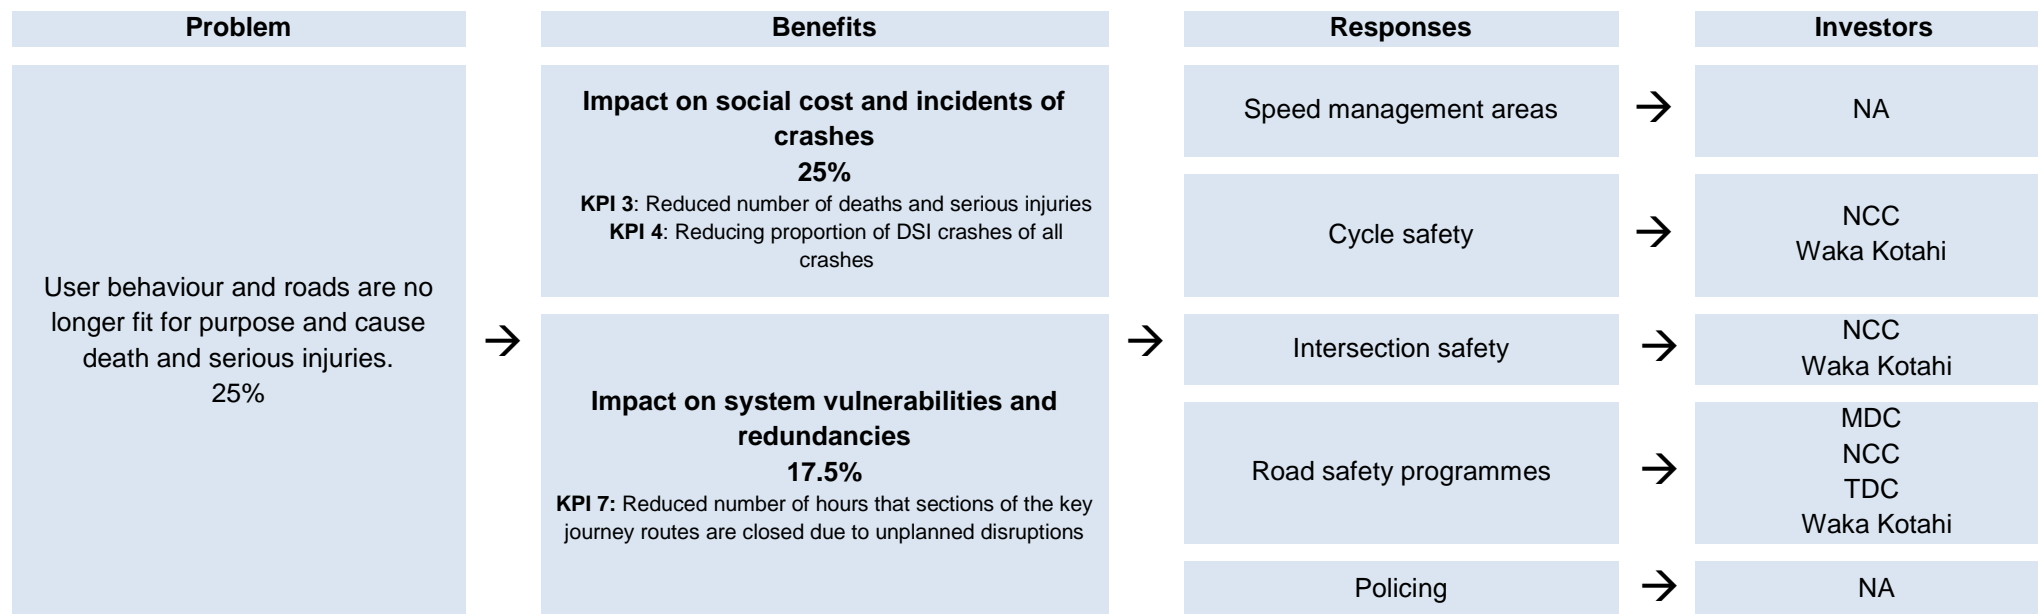 Problem
Benefits
Responses
Investors
User behaviour and roads are no
longer fit for purpose and cause
death and serious injuries.
25%
→
Impact on social cost and incidents of
crashes
25%
KPI 3: Reduced number of deaths and serious injuries
KPI 4: Reducing proportion of DSI crashes of all
crashes
Impact on system vulnerabilities and
redundancies
17.5%
KPI 7: Reduced number of hours that sections of the key
journey routes are closed due to unplanned disruptions
→
Speed management areas
→
NA
Cycle safety
→
NCC
Waka Kotahi
Intersection safety
→
NCC
Waka Kotahi
Road safety programmes
→
MDC
NCC
TDC
Waka Kotahi
Policing
→
NA